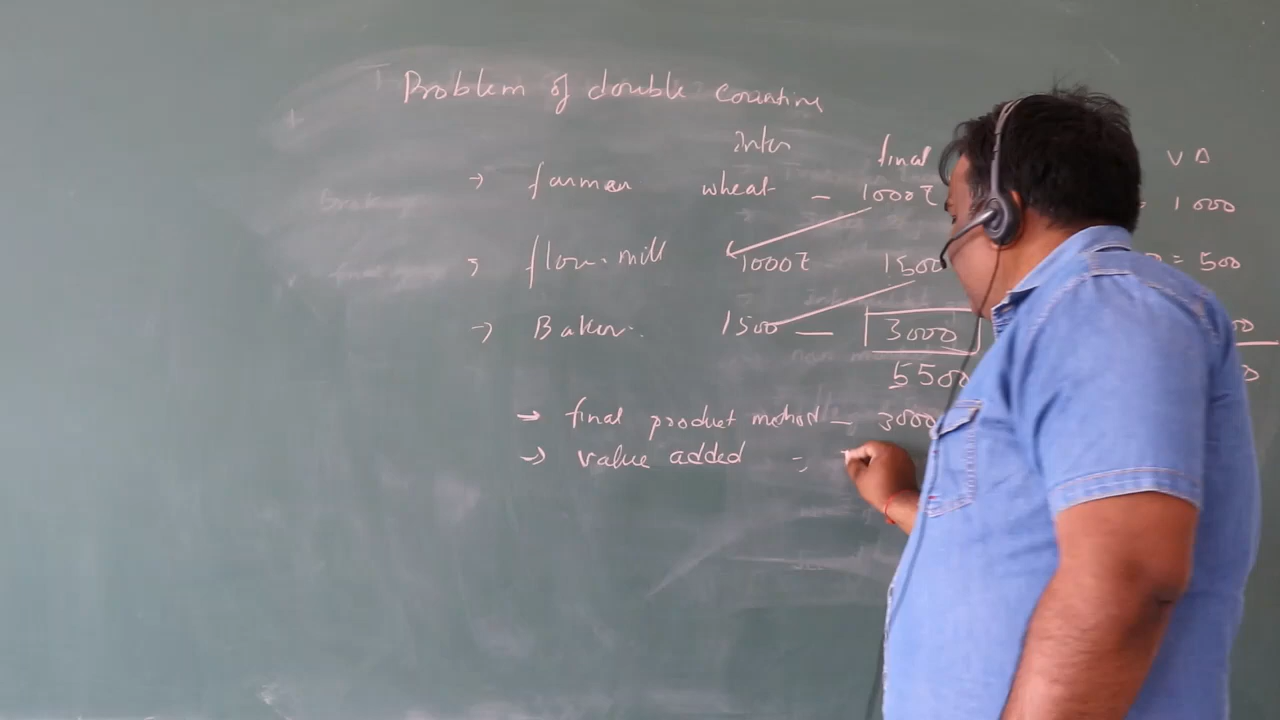 Problem of double counting
inter final V A
→ farmer wheat — 1000₹ = 1000
→ flour mill 1000₹ 1500 = 500
→ Baker 1500 — 3000
5500
→ final product method — 3000
→ value added =